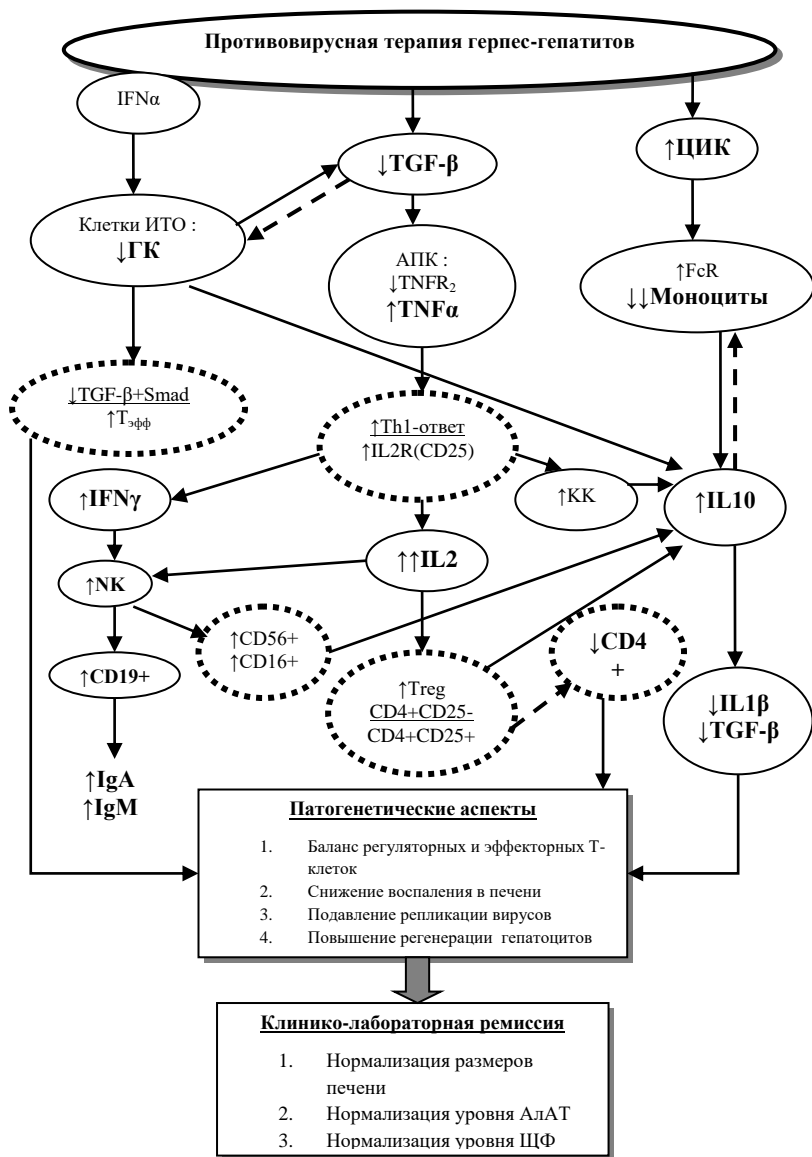 Противовирусная терапия герпес-гепатитов
IFNα
↓TGF-β
↑ЦИК
Клетки ИТО :
↓ГК
АПК :
↓TNFR₂
↑TNFα
↑FcR
↓↓Моноциты
↓TGF-β+Smad
↑Тэфф
↑Th1-ответ
↑IL2R(CD25)
↑IFNγ
↑КК
↑IL10
↑NK
↑↑IL2
↑CD56+
↑CD16+
↓CD4
+
↑CD19+
↑Treg
CD4+CD25-
CD4+CD25+
↓IL1β
↓TGF-β
↑IgA
↑IgM
Патогенетические аспекты
1. Баланс регуляторных и эффекторных Т-
клеток
2. Снижение воспаления в печени
3. Подавление репликации вирусов
4. Повышение регенерации гепатоцитов
Клинико-лабораторная ремиссия
1. Нормализация размеров
печени
2. Нормализация уровня АлАТ
3. Нормализация уровня ЩФ